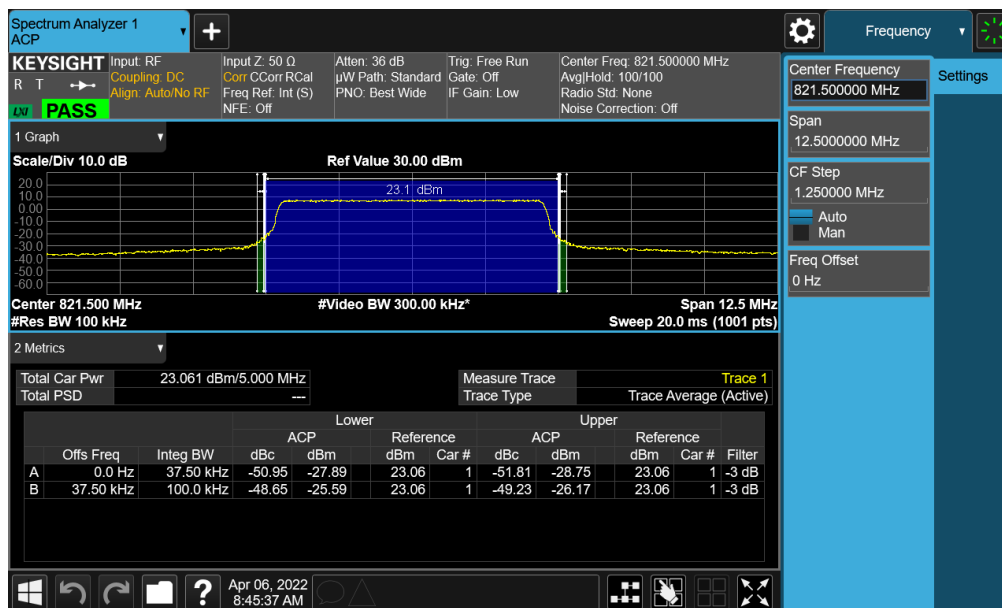 Spectrum Analyzer 1
ACP
+
Frequency
KEYSIGHT
R T
LXI
PASS
Input: RF
Coupling: DC
Align: Auto/No RF
Input Z: 50 Ω
Corr CCorr RCal
Freq Ref: Int (S)
NFE: Off
Atten: 36 dB
µW Path: Standard
PNO: Best Wide
Trig: Free Run
Gate: Off
IF Gain: Low
Center Freq: 821.500000 MHz
Avg|Hold: 100/100
Radio Std: None
Noise Correction: Off
Center Frequency
821.500000 MHz
Settings
Span
12.5000000 MHz
CF Step
1.250000 MHz
Auto
Man
Freq Offset
0 Hz
1 Graph
Scale/Div 10.0 dB
Ref Value 30.00 dBm
23.1 dBm
20.0
10.0
0.00
-10.0
-20.0
-30.0
-40.0
-50.0
-60.0
Center 821.500 MHz
#Video BW 300.00 kHz*
Span 12.5 MHz
#Res BW 100 kHz
Sweep 20.0 ms (1001 pts)
2 Metrics
Total Car Pwr 23.061 dBm/5.000 MHz
Total PSD ---
Measure Trace Trace 1
Trace Type Trace Average (Active)
Lower Upper
ACP Reference ACP Reference
Offs Freq Integ BW dBc dBm dBm Car # dBc dBm dBm Car # Filter
A 0.0 Hz 37.50 kHz -50.95 -27.89 23.06 1 -51.81 -28.75 23.06 1 -3 dB
B 37.50 kHz 100.0 kHz -48.65 -25.59 23.06 1 -49.23 -26.17 23.06 1 -3 dB
?
Apr 06, 2022
8:45:37 AM